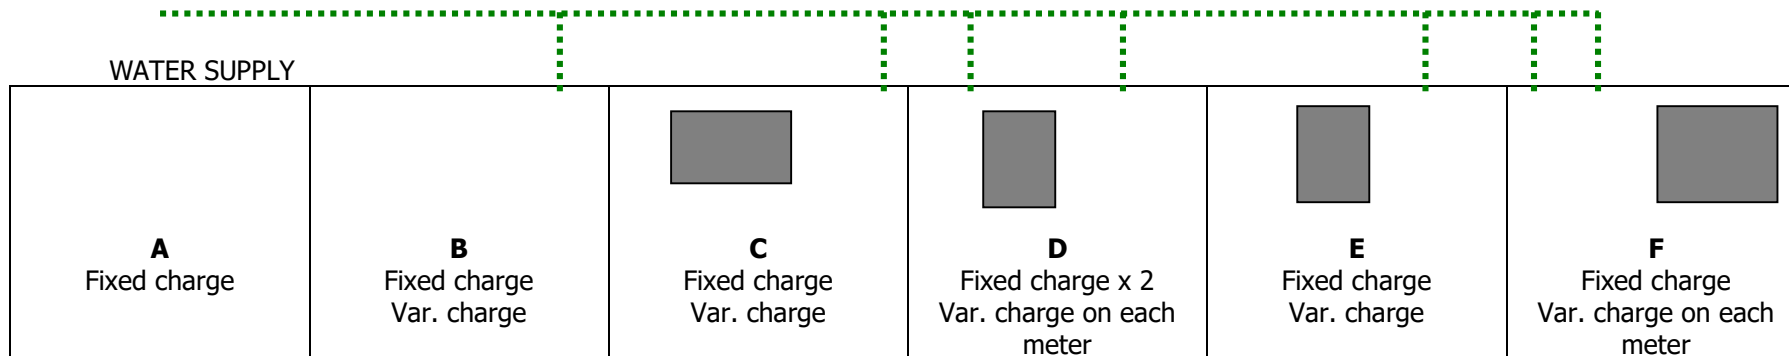 WATER SUPPLY
A
Fixed charge
B
Fixed charge
Var. charge
C
Fixed charge
Var. charge
D
Fixed charge x 2
Var. charge on each
meter
E
Fixed charge
Var. charge
F
Fixed charge
Var. charge on each
meter